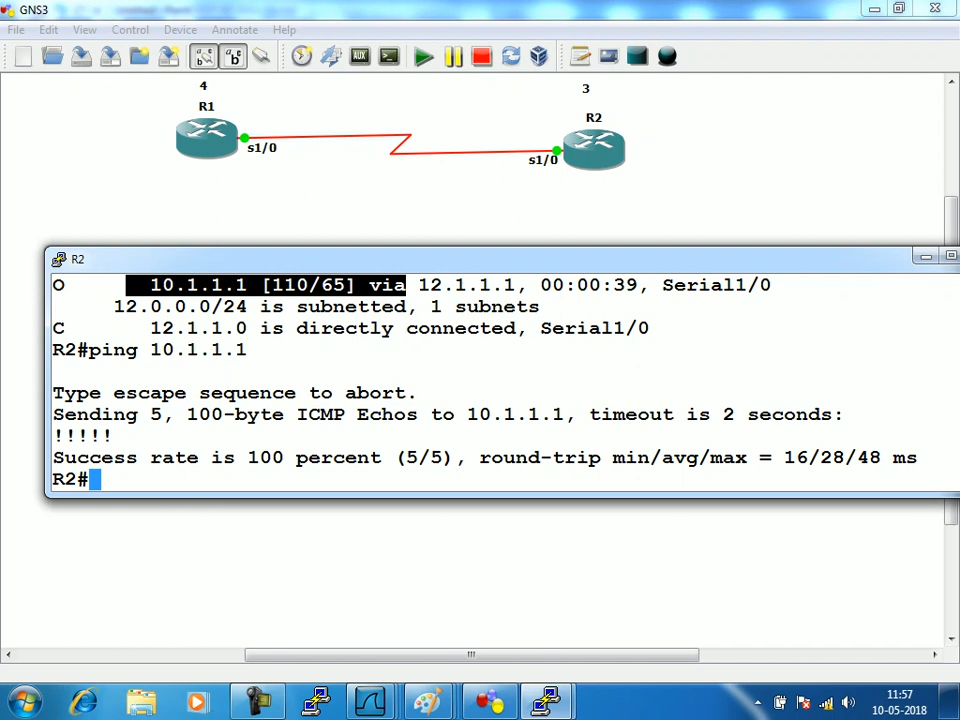 GNS3
File Edit View Control Device Annotate Help
4
R1
s1/0
3
R2
s1/0
R2
O 10.1.1.1 [110/65] via 12.1.1.1, 00:00:39, Serial1/0
12.0.0.0/24 is subnetted, 1 subnets
C 12.1.1.0 is directly connected, Serial1/0
R2#ping 10.1.1.1
Type escape sequence to abort.
Sending 5, 100-byte ICMP Echos to 10.1.1.1, timeout is 2 seconds:
!!!!!
Success rate is 100 percent (5/5), round-trip min/avg/max = 16/28/48 ms
R2#
11:57
10-05-2018